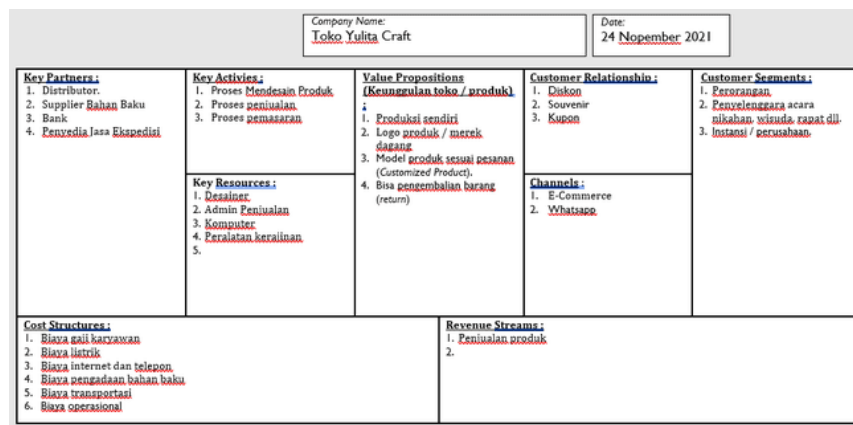 Company Name:
Toko Yulita Craft
Date:
24 Nopember 2021
Key Partners :
1. Distributor.
2. Supplier Bahan Baku
3. Bank
4. Penyedia Jasa Ekspedisi
Key Activies :
1. Proses Mendesain Produk
2. Proses penjualan
3. Proses pemasaran
Key Resources :
1. Desainer
2. Admin Penjualan
3. Komputer
4. Peralatan kerajinan
5.
Value Propositions
(Keunggulan toko / produk)
:
1. Produksi sendiri
2. Logo produk / merek
dagang
3. Model produk sesuai pesanan
(Customized Product).
4. Bisa pengembalian barang
(return)
Customer Relationship :
1. Diskon
2. Souvenir
3. Kupon
Channels :
1. E-Commerce
2. Whatsapp
Customer Segments :
1. Perorangan
2. Penyelenggara acara
nikahan, wisuda, rapat dll.
3. Instansi / perusahaan.
Cost Structures :
1. Biaya gaji karyawan
2. Biaya listrik
3. Biaya internet dan telepon
4. Biaya pengadaan bahan baku
5. Biaya transportasi
6. Biaya operasional
Revenue Streams :
1. Penjualan produk
2.